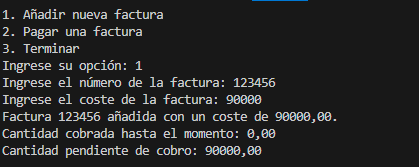 1. Añadir nueva factura
2. Pagar una factura
3. Terminar
Ingrese su opción: 1
Ingrese el número de la factura: 123456
Ingrese el coste de la factura: 90000
Factura 123456 añadida con un coste de 90000,00.
Cantidad cobrada hasta el momento: 0,00
Cantidad pendiente de cobro: 90000,00